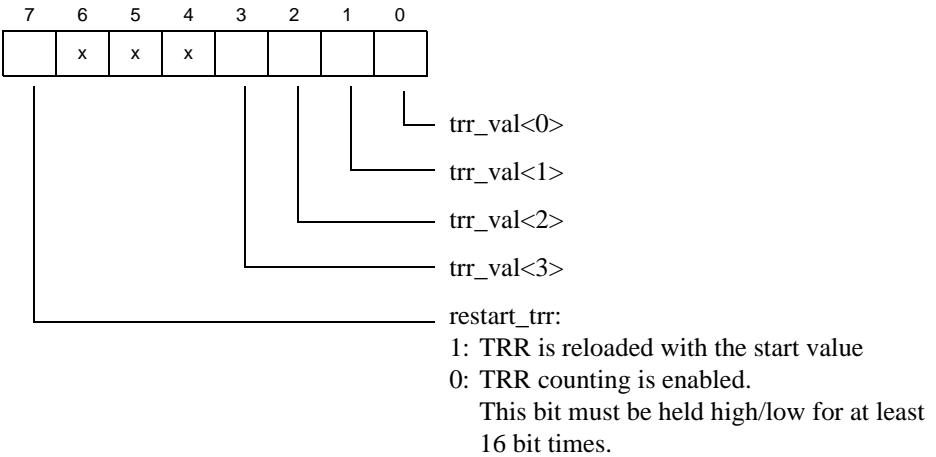 7 6 5 4 3 2 1 0
x x x
trr_val<0>
trr_val<1>
trr_val<2>
trr_val<3>
restart_trr:
1: TRR is reloaded with the start value
0: TRR counting is enabled.
This bit must be held high/low for at least
16 bit times.